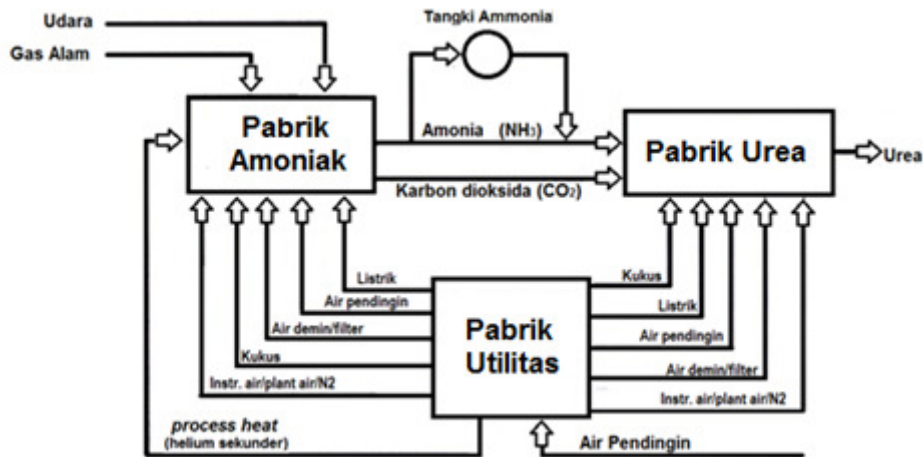 Tangki Ammonia
Udara
Gas Alam
Pabrik
Amoniak
Amonia (NH₃)
Karbon dioksida (CO₂)
Pabrik Urea
Urea
Listrik
Air pendingin
Air demin/filter
Kukus
Instr. air/plant air/N2
process heat
(helium sekunder)
Pabrik
Utilitas
Kukus
Listrik
Air pendingin
Air demin/filter
Instr. air/plant air/N2
Air Pendingin